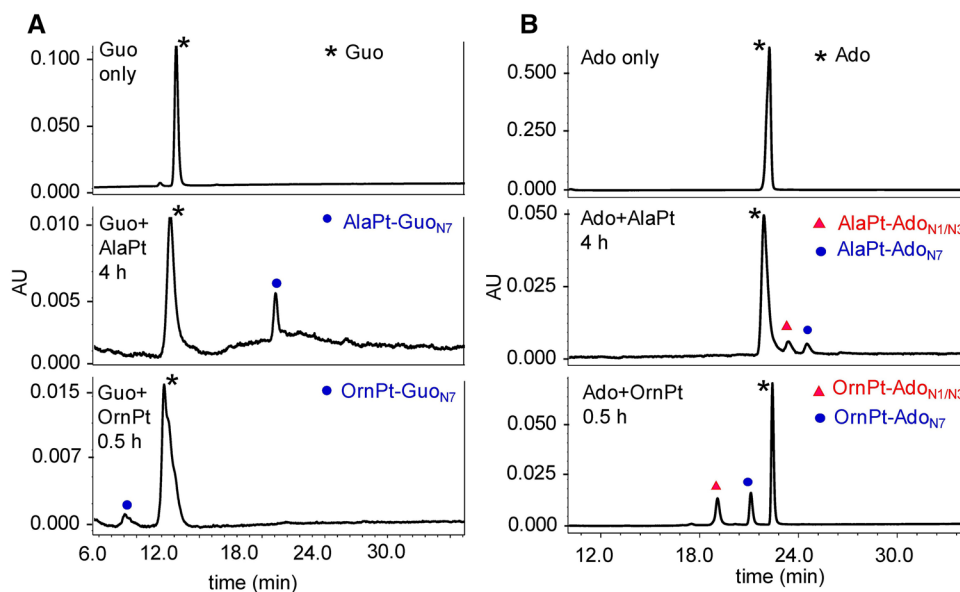 A
Guo only
* Guo
0.100
0.050
0.000
Guo+ AlaPt 4 h
AlaPt-GuoN7
0.010
0.005
0.000
AU
Guo+ OrnPt 0.5 h
OrnPt-GuoN7
0.015
0.007
0.000
6.0 12.0 18.0 24.0 30.0
time (min)
B
Ado only
* Ado
0.500
0.250
0.000
Ado+AlaPt
4 h
AlaPt-AdoN1/N3
AlaPt-AdoN7
0.050
0.025
0.000
AU
Ado+OrnPt
0.5 h
OrnPt-AdoN1/N3
OrnPt-AdoN7
0.050
0.025
0.000
12.0 18.0 24.0 30.0
time (min)